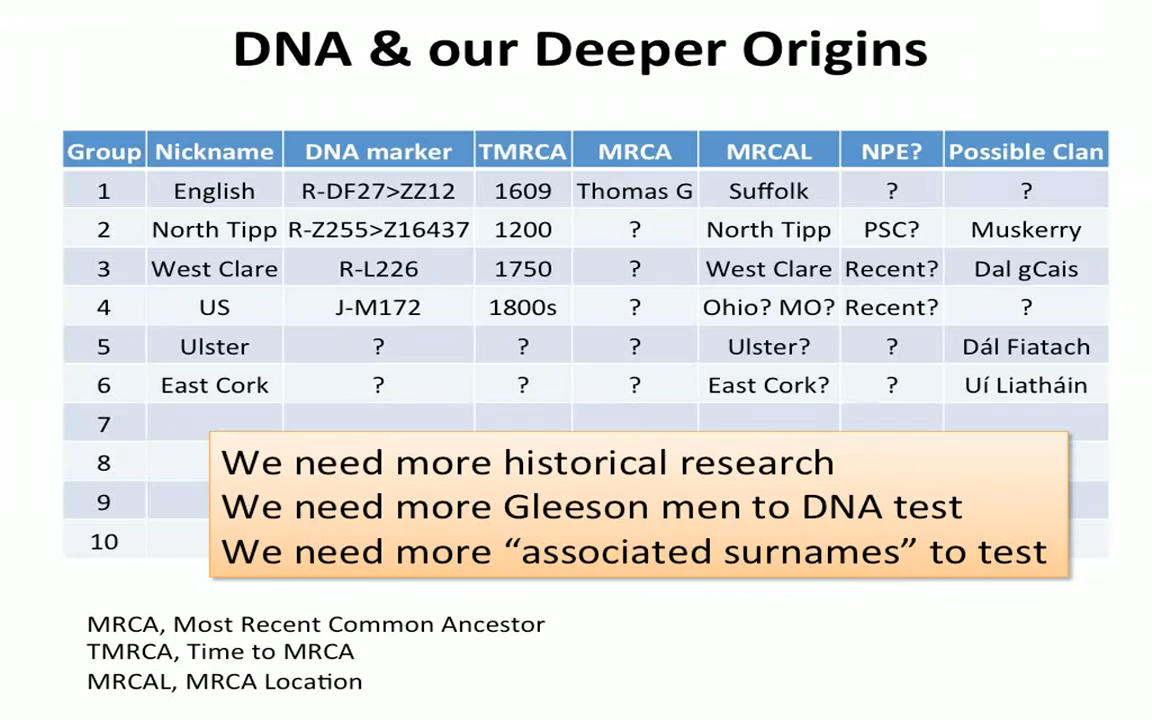 DNA & our Deeper Origins
Group Nickname DNA marker TMRCA MRCA MRCAL NPE? Possible Clan
1 English R-DF27>ZZ12 1609 Thomas G Suffolk ? ?
2 North Tipp R-Z255>Z16437 1200 ? North Tipp PSC? Muskerry
3 West Clare R-L226 1750 ? West Clare Recent? Dal gCais
4 US J-M172 1800s ? Ohio? MO? Recent? ?
5 Ulster ? ? ? Ulster? ? Dál Fiatach
6 East Cork ? ? ? East Cork? ? Uí Liatháin
7
8
9
10
We need more historical research
We need more Gleeson men to DNA test
We need more “associated surnames” to test
MRCA, Most Recent Common Ancestor
TMRCA, Time to MRCA
MRCAL, MRCA Location